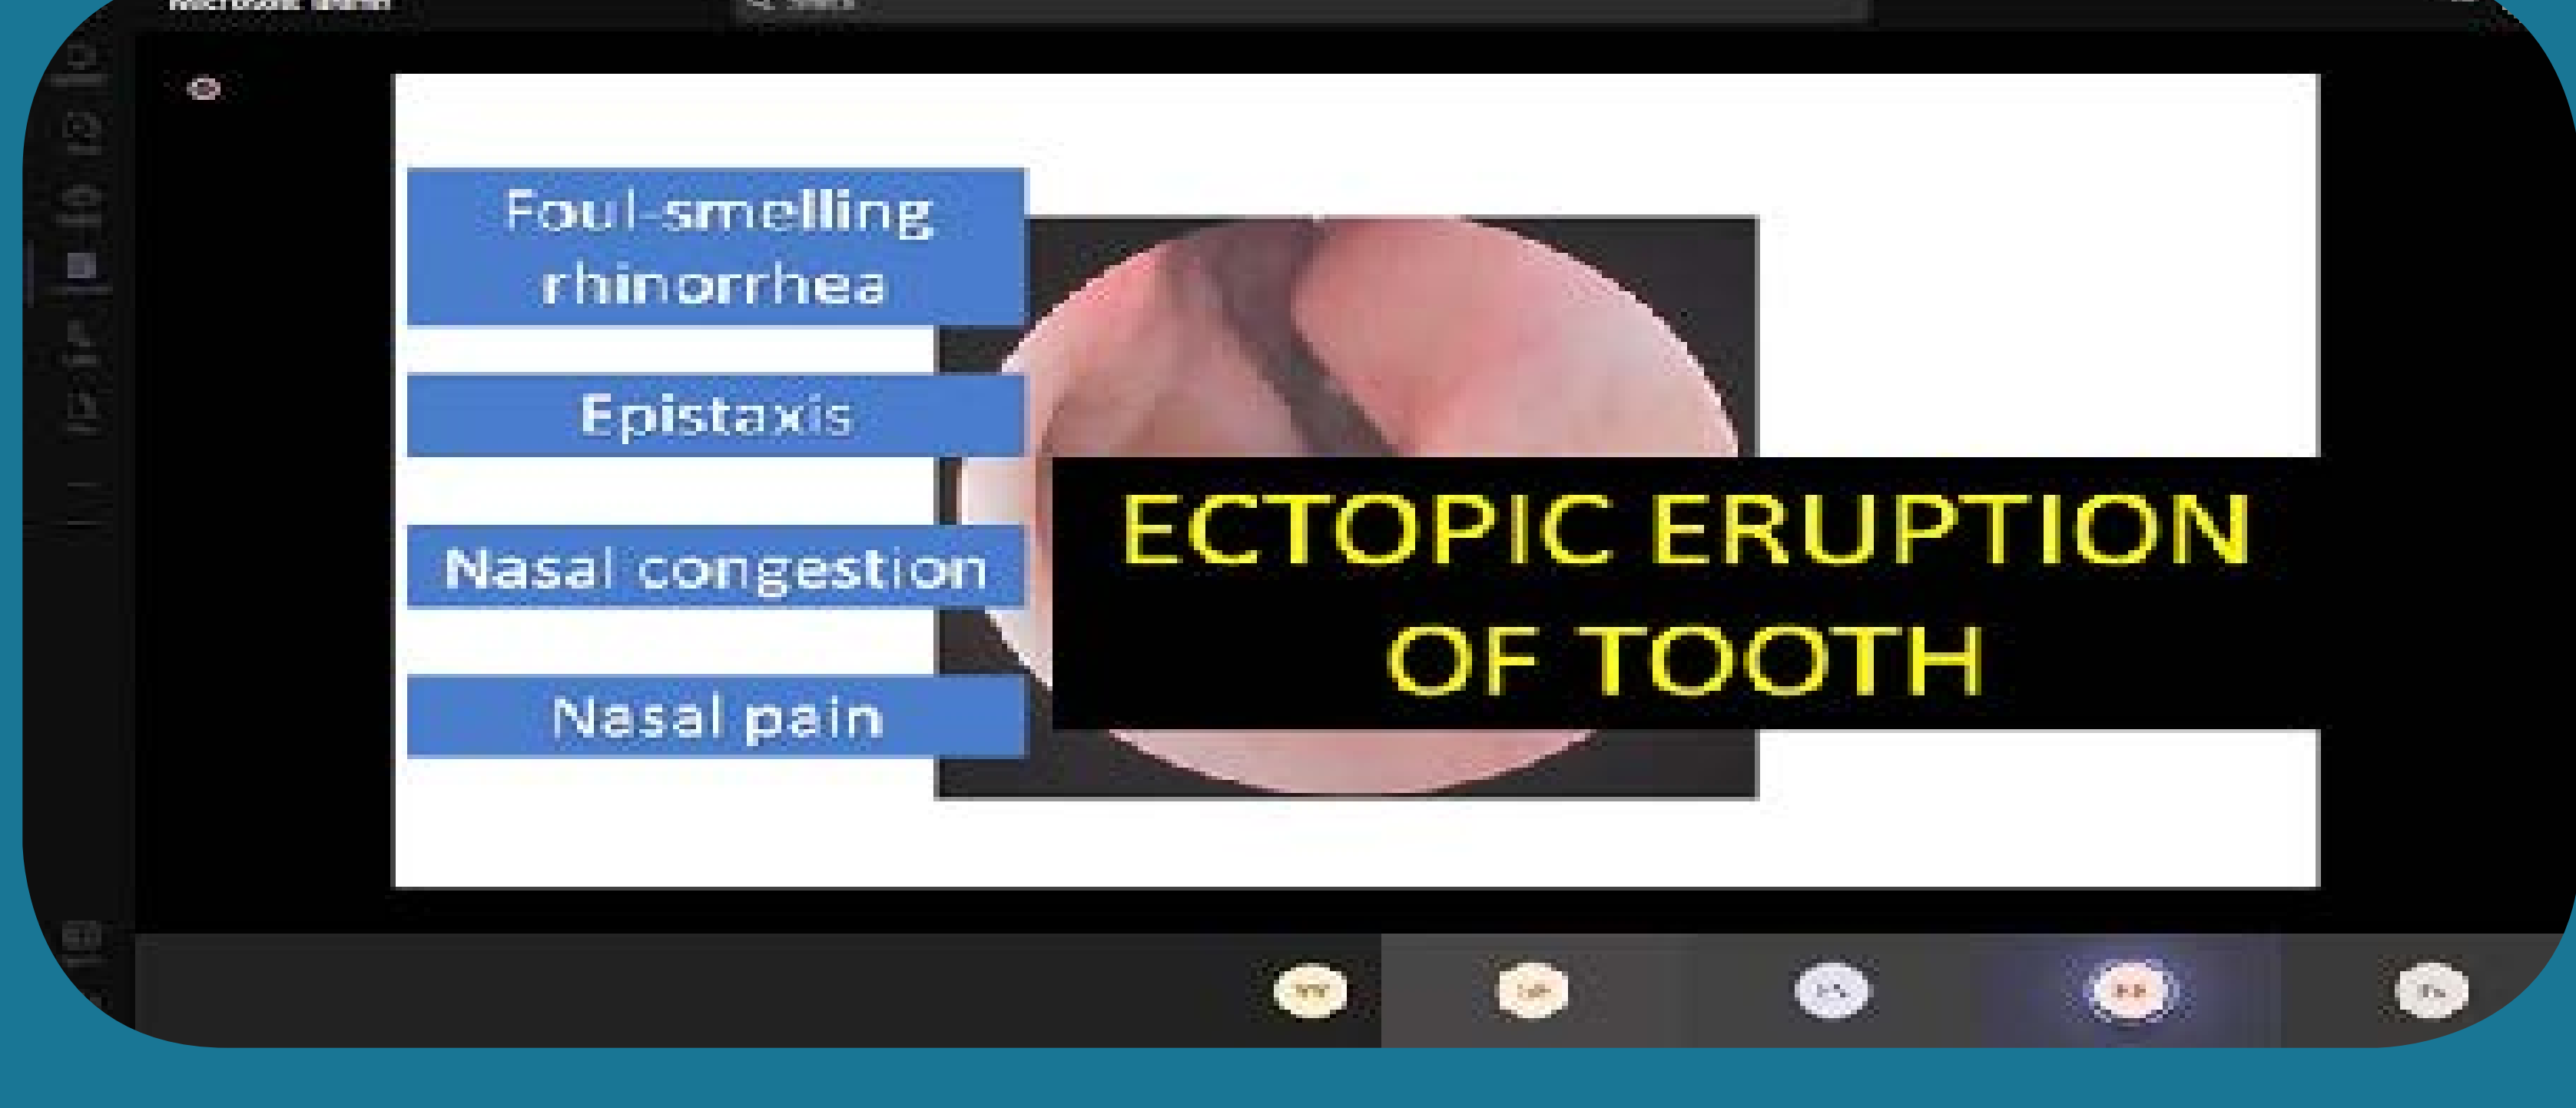 Foul-smelling
rhinorrhea
Epistaxis
Nasal congestion
Nasal pain
ECTOPIC ERUPTION
OF TOOTH